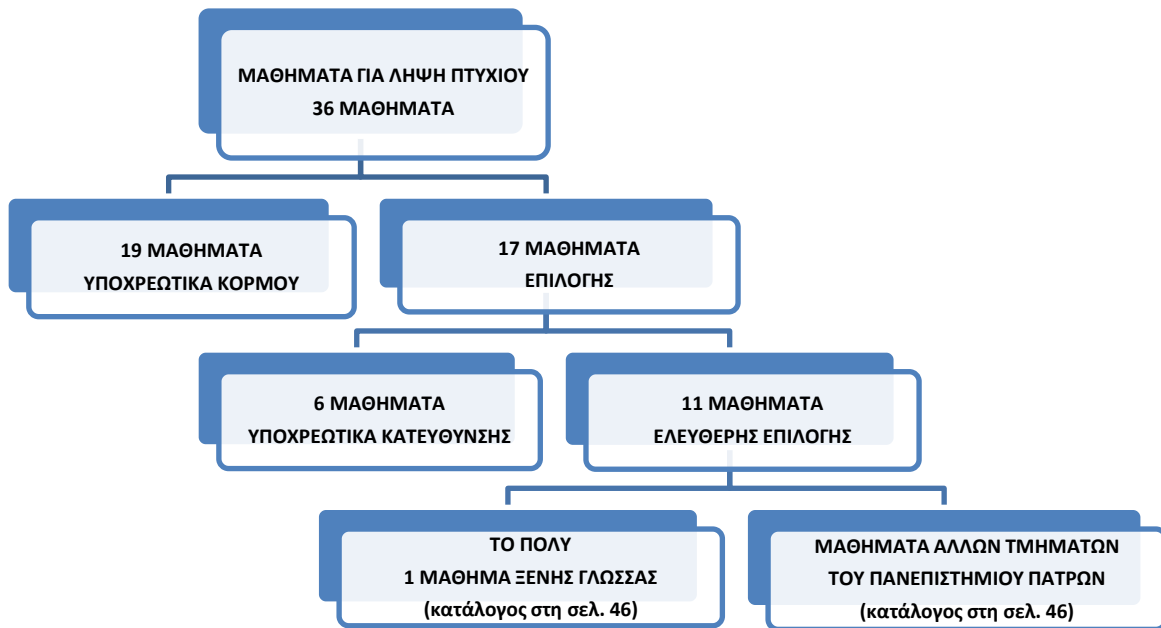 ΜΑΘΗΜΑΤΑ ΓΙΑ ΛΗΨΗ ΠΤΥΧΙΟΥ
36 ΜΑΘΗΜΑΤΑ
19 ΜΑΘΗΜΑΤΑ
ΥΠΟΧΡΕΩΤΙΚΑ ΚΟΡΜΟΥ
17 ΜΑΘΗΜΑΤΑ
ΕΠΙΛΟΓΗΣ
6 ΜΑΘΗΜΑΤΑ
ΥΠΟΧΡΕΩΤΙΚΑ ΚΑΤΕΥΘΥΝΣΗΣ
11 ΜΑΘΗΜΑΤΑ
ΕΛΕΥΘΕΡΗΣ ΕΠΙΛΟΓΗΣ
ΤΟ ΠΟΛΥ
1 ΜΑΘΗΜΑ ΞΕΝΗΣ ΓΛΩΣΣΑΣ
(κατάλογος στη σελ. 46)
ΜΑΘΗΜΑΤΑ ΑΛΛΩΝ ΤΜΗΜΑΤΩΝ
ΤΟΥ ΠΑΝΕΠΙΣΤΗΜΙΟΥ ΠΑΤΡΩΝ
(κατάλογος στη σελ. 46)